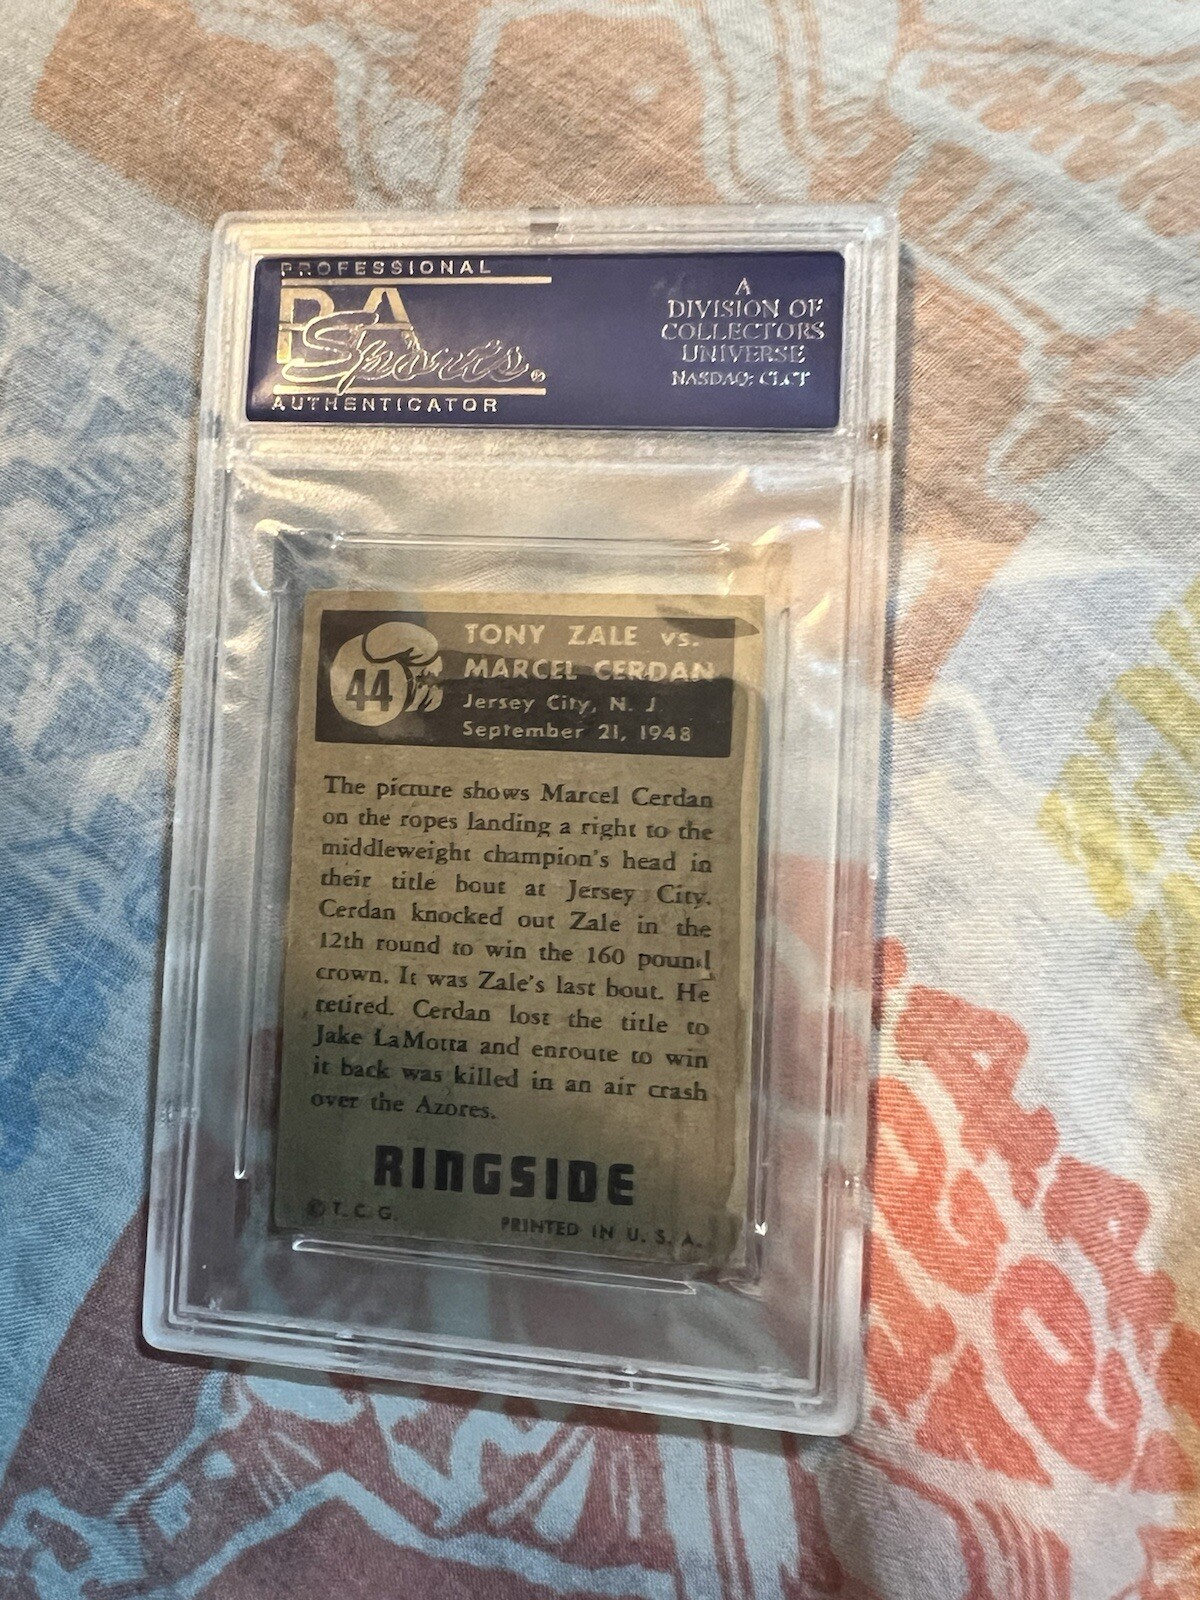 PROFESSIONAL
PSA
Sports®
AUTHENTICATOR
A
DIVISION OF
COLLECTORS
UNIVERSE
NASDAQ: CLCT
44
TONY ZALE vs.
MARCEL CERDAN
Jersey City, N. J.
September 21, 1948
The picture shows Marcel Cerdan
on the ropes landing a right to the
middleweight champion's head in
their title bout at Jersey City.
Cerdan knocked out Zale in the
12th round to win the 160 pound
crown. It was Zale's last bout. He
retired. Cerdan lost the title to
Jake LaMotta and enroute to win
it back was killed in an air crash
over the Azores.
RINGSIDE
© T. C. G.
PRINTED IN U. S. A.